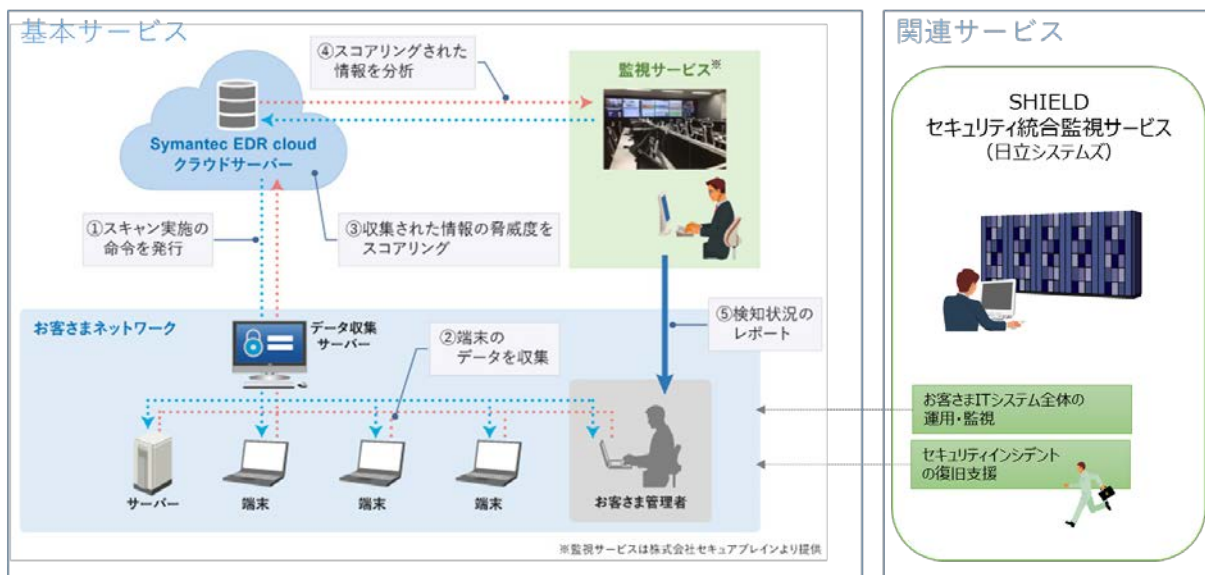 基本サービス
④スコアリングされた
情報を分析
監視サービス※
Symantec EDR cloud
クラウドサーバー
①スキャン実施の
命令を発行
③収集された情報の脅威度を
スコアリング
お客さまネットワーク
データ収集
サーバー
②端末の
データを収集
⑤検知状況の
レポート
サーバー
端末
端末
端末
お客さま管理者
※監視サービスは株式会社セキュアブレインより提供
関連サービス
SHIELD
セキュリティ統合監視サービス
(日立システムズ)
お客さまITシステム全体の
運用・監視
セキュリティインシデント
の復旧支援